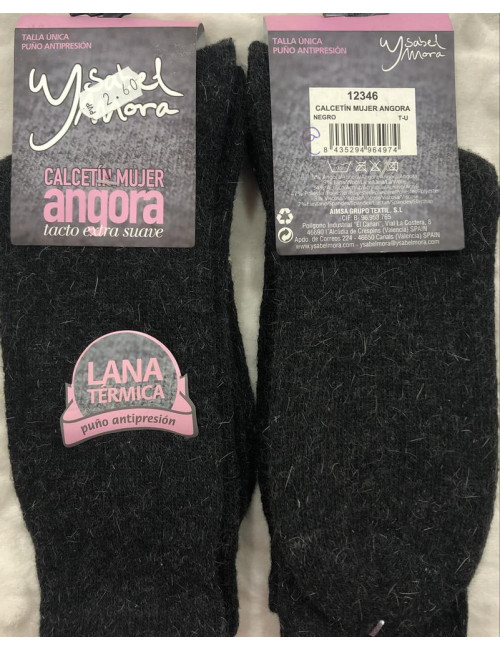 TALLA ÚNICA
PUÑO ANTIPRESIÓN
Ysabel
Mora
2.60
CALCETÍN MUJER
angora
tacto extra suave
LANA
TÉRMICA
puño antipresión
TALLA ÚNICA
PUÑO ANTIPRESIÓN
Ysabel
Mora
12346
CALCETÍN MUJER ANGORA
NEGRO T-U
8 435294 964974
AIMSA GRUPO TEXTIL, S.L
Polígono Industrial "El Canari", Vial La Costera, 8
46690 L'Alcúdia de Crespins (Valencia) SPAIN
Apdo. de Correos 224 - 46650 Canals (Valencia) SPAIN
www.ysabelmora.com ysabelmora@ysabelmora.com